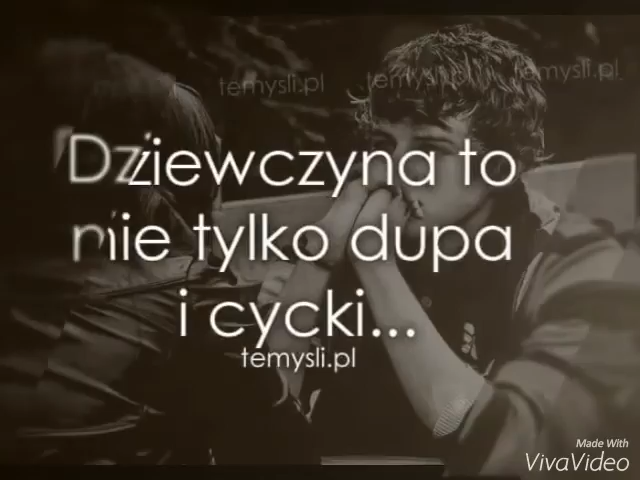 temysli.pl temysli.pl temysli.pl
Dziewczyna to
nie tylko dupa
i cycki...
temysli.pl
Made With
VivaVideo